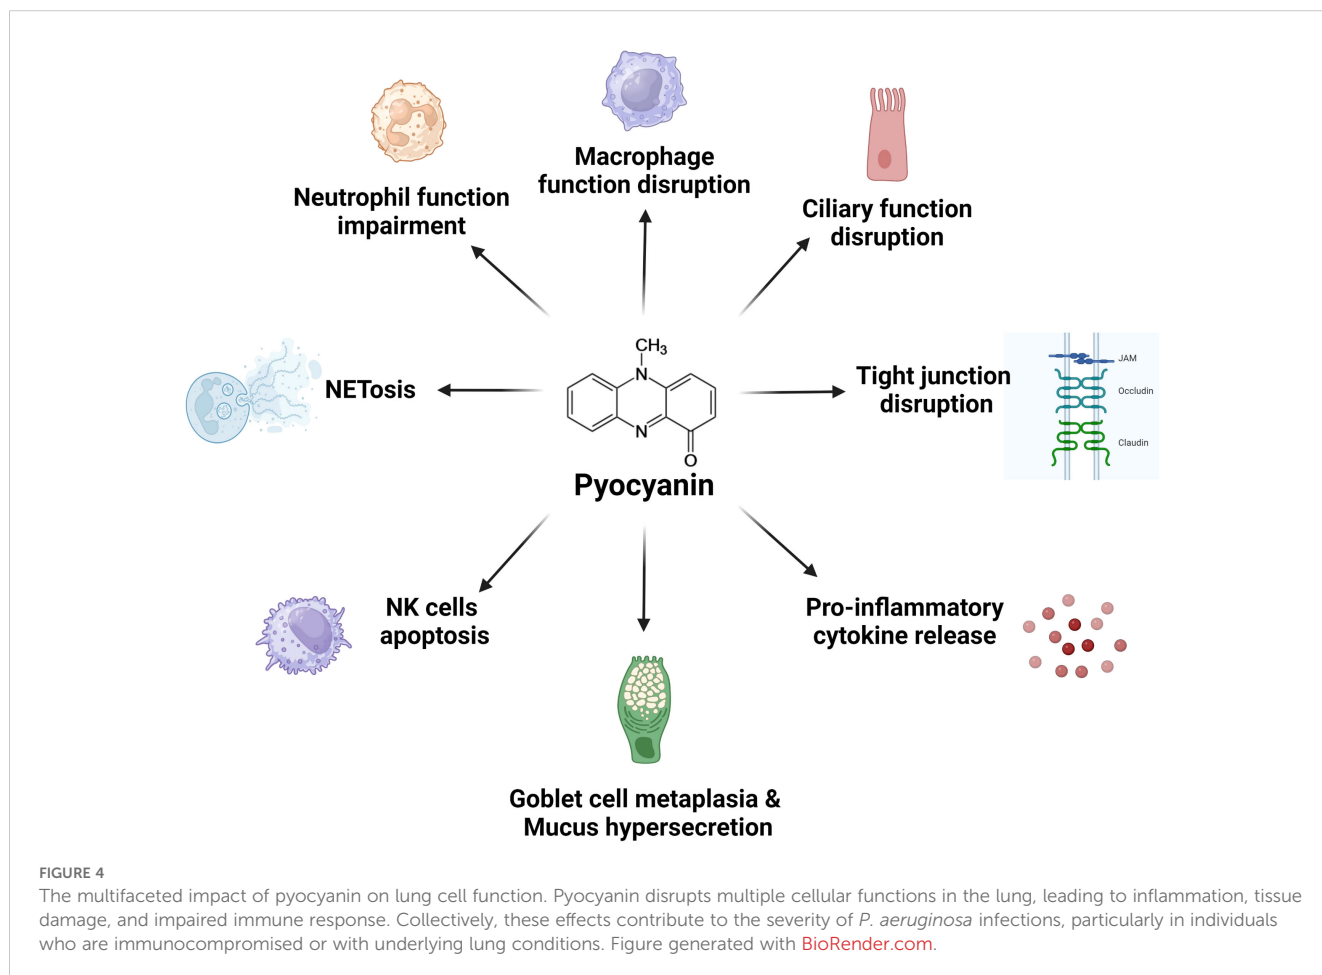 Macrophage
function disruption
Neutrophil function
impairment
Ciliary function
disruption
NETosis
CH3
N
N
O
Pyocyanin
Tight junction
disruption
JAM
Occludin
Claudin
NK cells
apoptosis
Pro-inflammatory
cytokine release
Goblet cell metaplasia &
Mucus hypersecretion
FIGURE 4
The multifaceted impact of pyocyanin on lung cell function. Pyocyanin disrupts multiple cellular functions in the lung, leading to inflammation, tissue
damage, and impaired immune response. Collectively, these effects contribute to the severity of P. aeruginosa infections, particularly in individuals
who are immunocompromised or with underlying lung conditions. Figure generated with BioRender.com.